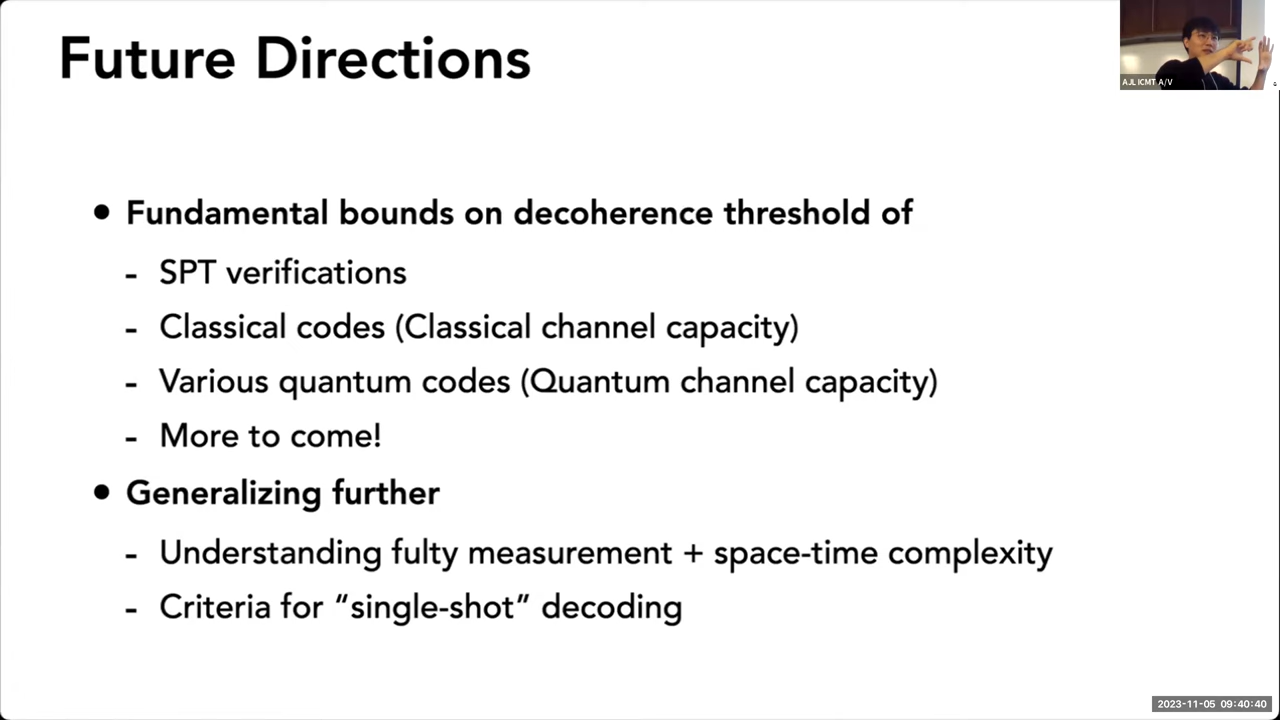 Future Directions
AJL ICMT A/V
• Fundamental bounds on decoherence threshold of
- SPT verifications
- Classical codes (Classical channel capacity)
- Various quantum codes (Quantum channel capacity)
- More to come!
• Generalizing further
- Understanding fulty measurement + space-time complexity
- Criteria for “single-shot” decoding
2023-11-05 09:40:40